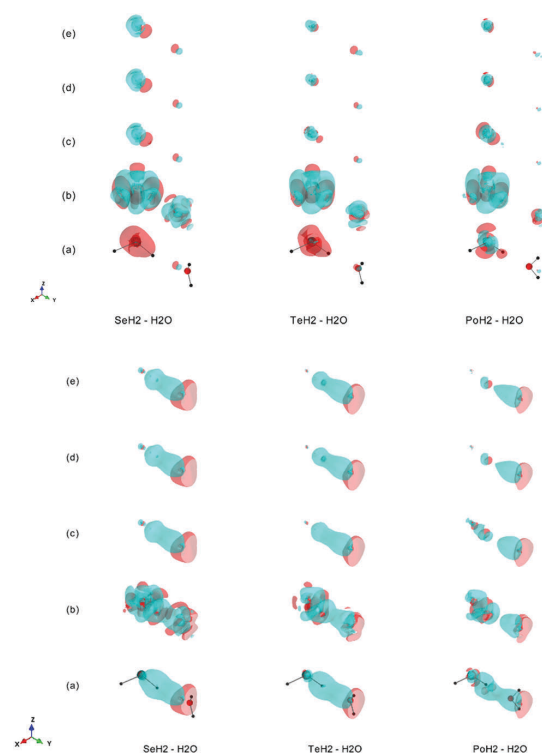 (e)
(d)
(c)
(b)
(a)
Z
X
Y
SeH2 - H2O
TeH2 - H2O
PoH2 - H2O
(e)
(d)
(c)
(b)
(a)
Z
X
Y
SeH2 - H2O
TeH2 - H2O
PoH2 - H2O